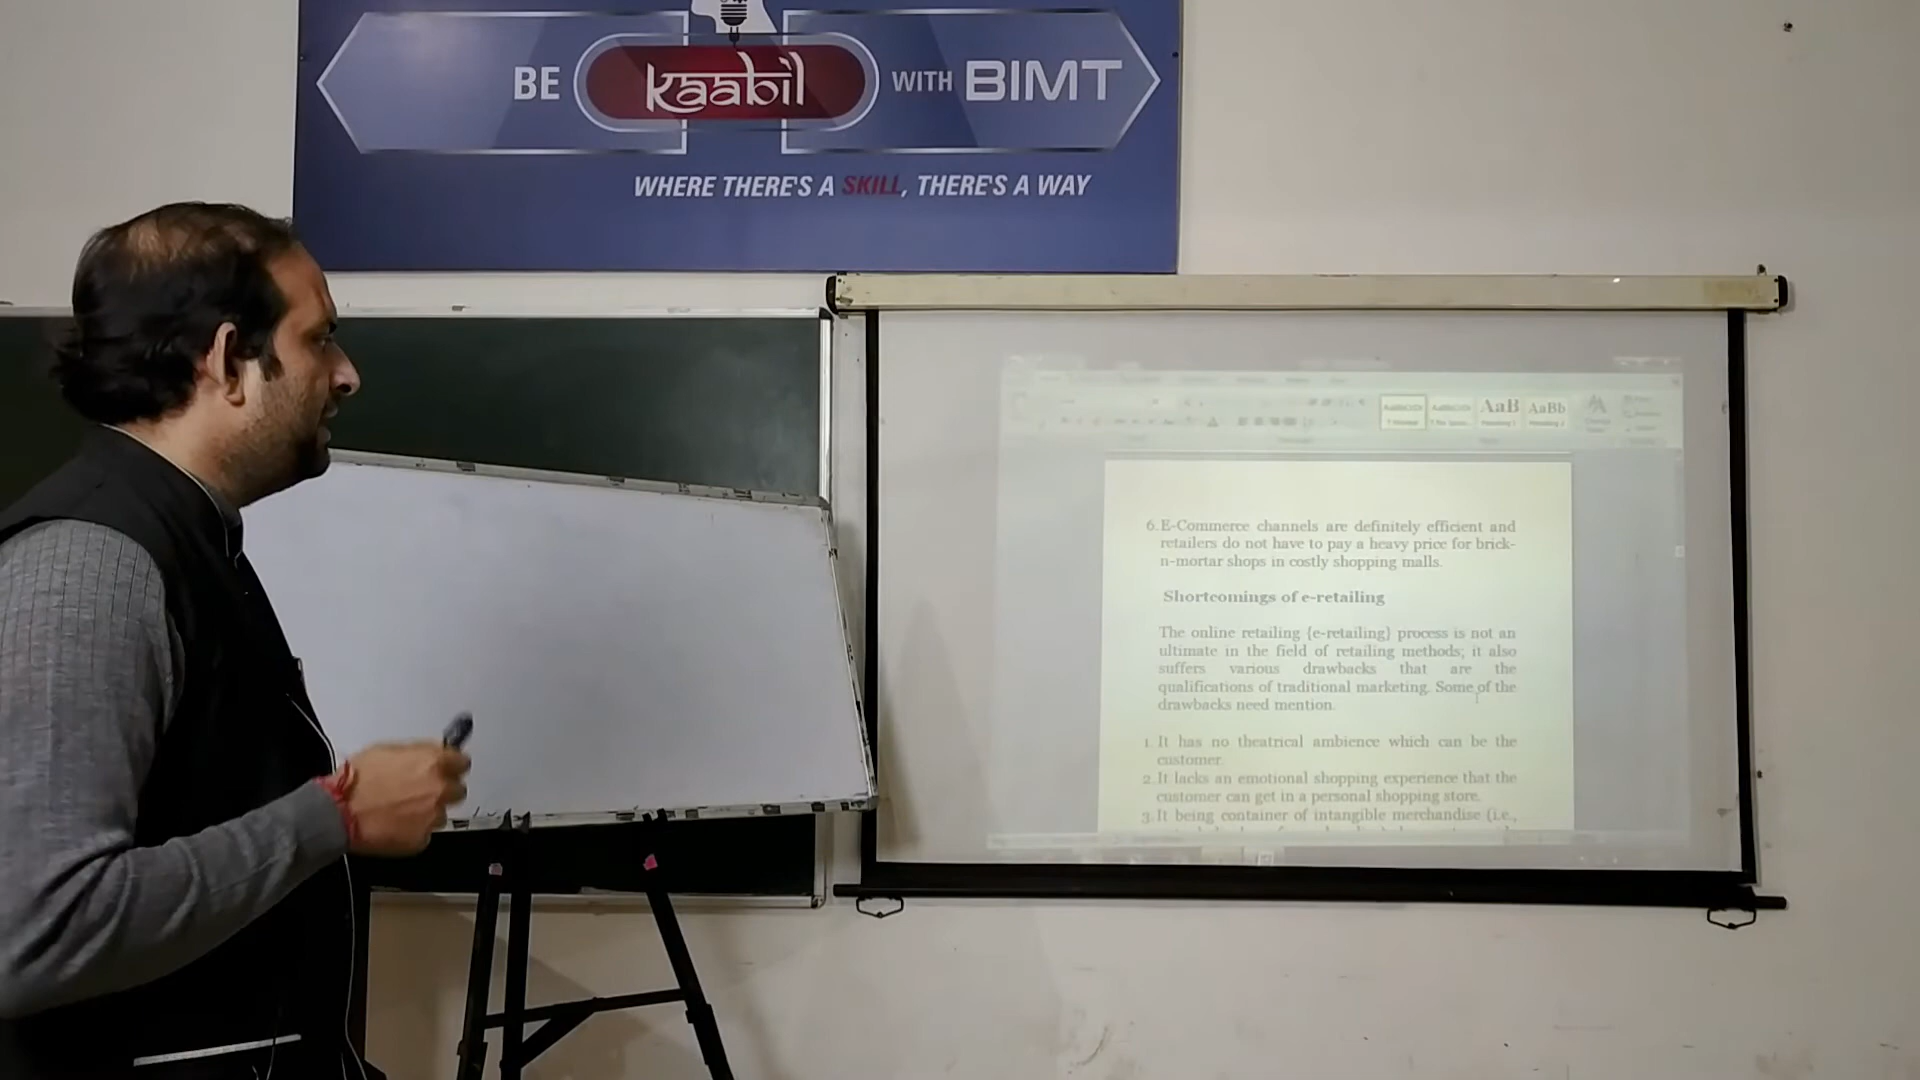 BE kaabil WITH BIMT
WHERE THERE'S A SKILL, THERE'S A WAY
AaB AaBb
6. E-Commerce channels are definitely efficient and
retailers do not have to pay a heavy price for brick-
n-mortar shops in costly shopping malls.
Shortcomings of e-retailing
The online retailing {e-retailing} process is not an
ultimate in the field of retailing methods; it also
suffers various drawbacks that are the
qualifications of traditional marketing. Some of the
drawbacks need mention.
1. It has no theatrical ambience which can be the
customer.
2. It lacks an emotional shopping experience that the
customer can get in a personal shopping store.
3. It being container of intangible merchandise (i.e.,